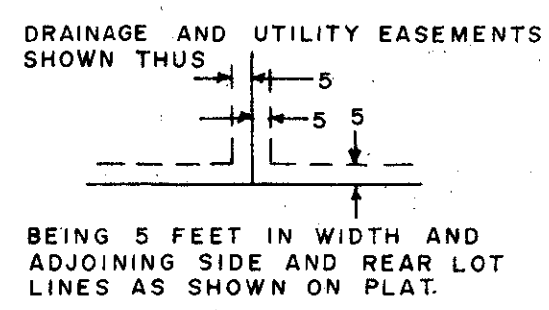 DRAINAGE AND UTILITY EASEMENTS
SHOWN THUS
5
5
5
BEING 5 FEET IN WIDTH AND
ADJOINING SIDE AND REAR LOT
LINES AS SHOWN ON PLAT.